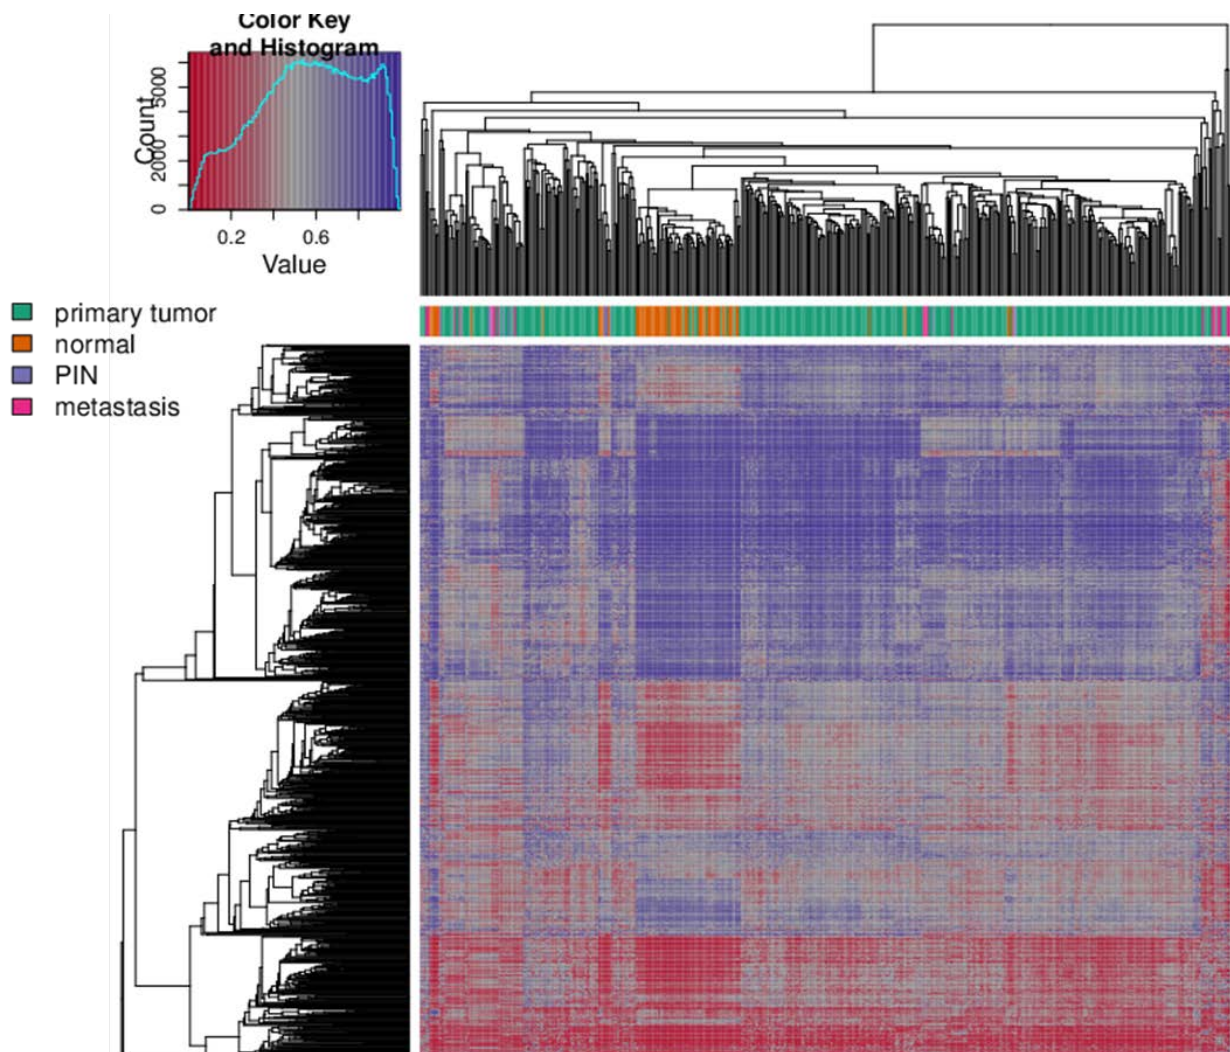 Color Key
and Histogram
Count
0
2000
5000
0.2
0.6
Value
primary tumor
normal
PIN
metastasis